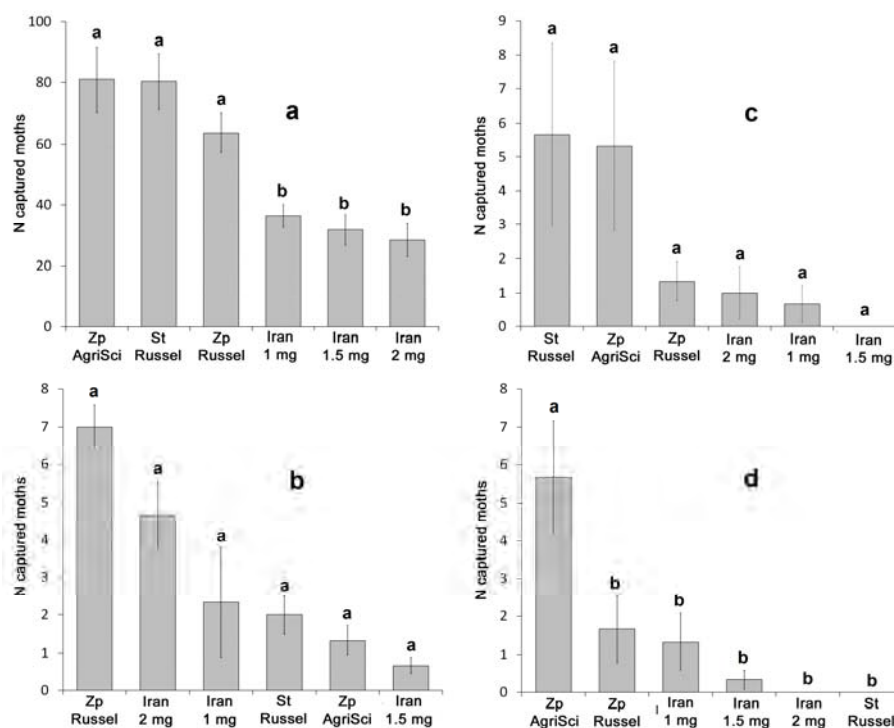 100
80
60
40
20
0
N captured moths
a a a b b b
a
Zp AgriSci
St Russel
Zp Russel
Iran 1 mg
Iran 1.5 mg
Iran 2 mg
9
8
7
6
5
4
3
2
1
0
N captured moths
a a a a a a
c
St Russel
Zp AgriSci
Zp Russel
Iran 2 mg
Iran 1 mg
Iran 1.5 mg
8
7
6
5
4
3
2
1
0
N captured moths
a a a a a a
b
Zp Russel
Iran 2 mg
Iran 1 mg
St Russel
Zp AgriSci
Iran 1.5 mg
8
7
6
5
4
3
2
1
0
N captured moths
a b b b b b
d
Zp AgriSci
Zp Russel
Iran 1 mg
Iran 1.5 mg
Iran 2 mg
St Russel